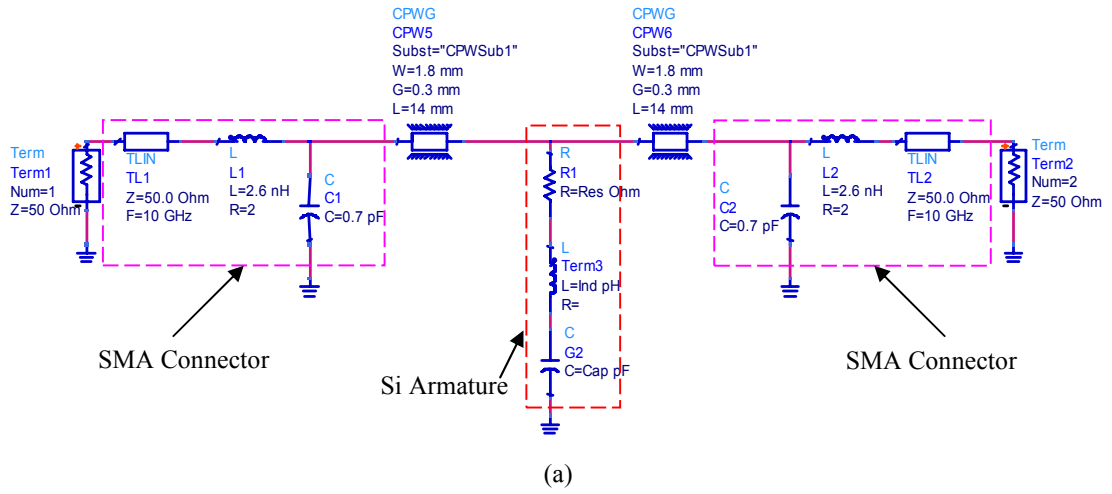 CPWG
CPW5
Subst="CPWSub1"
W=1.8 mm
G=0.3 mm
L=14 mm
CPWG
CPW6
Subst="CPWSub1"
W=1.8 mm
G=0.3 mm
L=14 mm
Term
Term1
Num=1
Z=50 Ohm
TLIN
TL1
Z=50.0 Ohm
F=10 GHz
L
L1
L=2.6 nH
R=2
C
C1
C=0.7 pF
R
R1
R=Res Ohm
L
Term3
L=Ind pH
R=
C
G2
C=Cap pF
C
C2
C=0.7 pF
L
L2
L=2.6 nH
R=2
TLIN
TL2
Z=50.0 Ohm
F=10 GHz
Term
Term2
Num=2
Z=50 Ohm
SMA Connector
Si Armature
SMA Connector
(a)